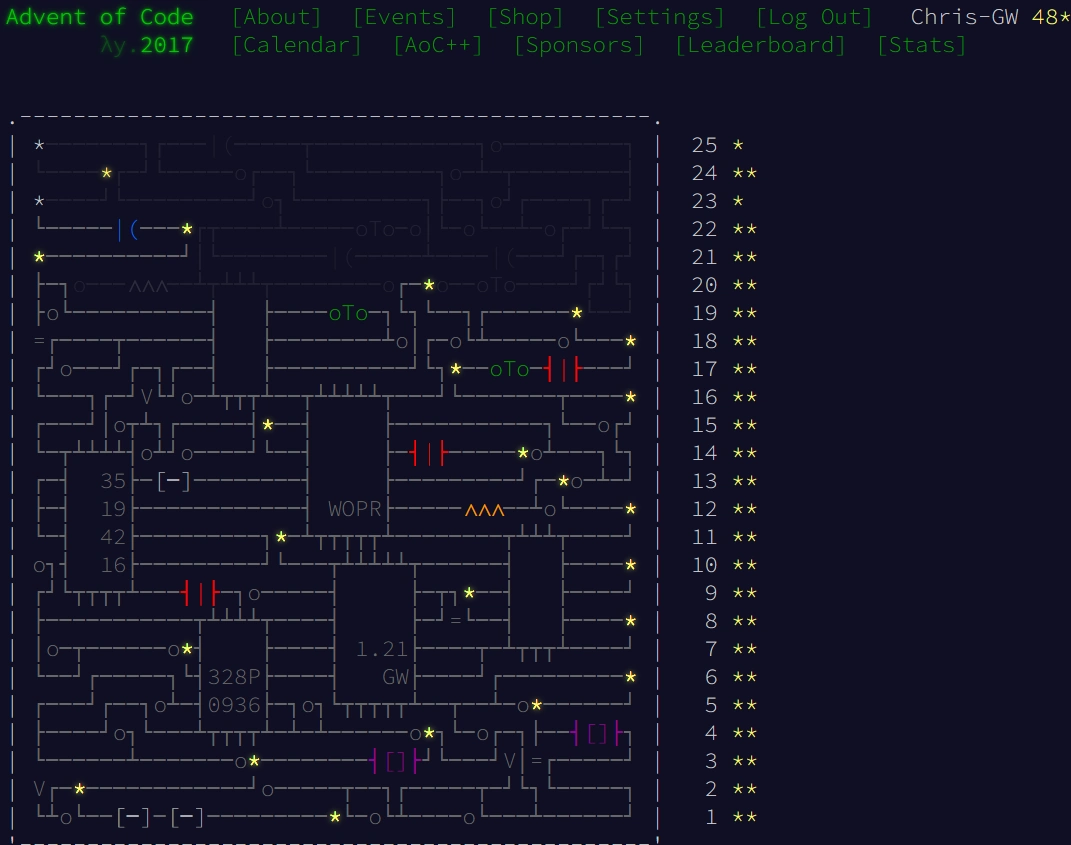 Advent of Code [About] [Events] [Shop] [Settings] [Log Out] Chris-GW 48*
λy.2017 [Calendar] [AoC++] [Sponsors] [Leaderboard] [Stats]
25 *
24 **
23 *
22 **
21 **
20 **
oTo 19 **
18 **
oTo 17 **
16 **
15 **
14 **
35 13 **
19 WOPR 12 **
42 11 **
16 10 **
9 **
8 **
1.21 7 **
328P GW 6 **
0936 5 **
4 **
3 **
2 **
1 **